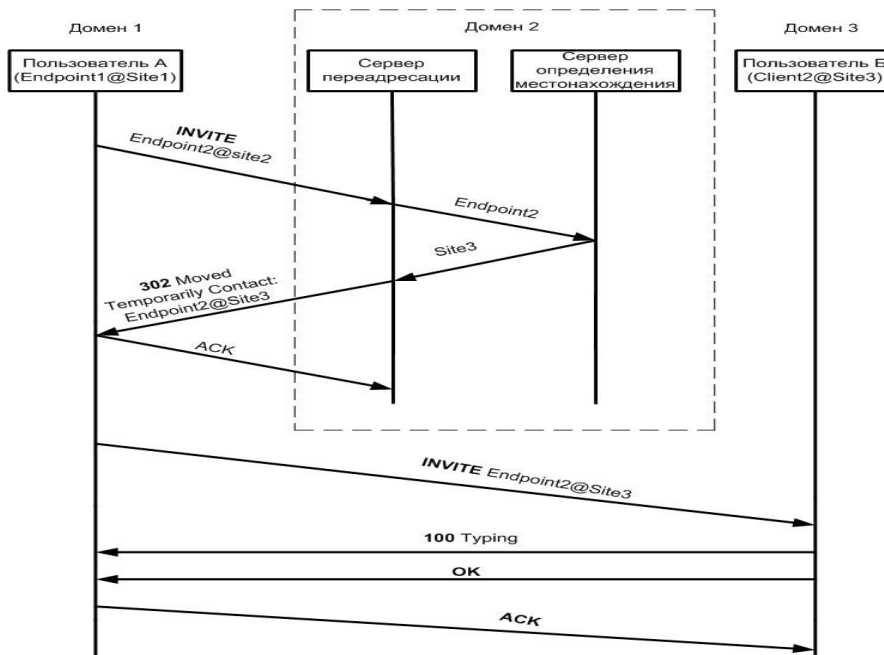 Домен 1
Домен 2
Домен 3
Пользователь А
(Endpoint1@Site1)
Сервер
переадресации
Сервер
определения
местонахождения
Пользователь Б
(Client2@Site3)
INVITE
Endpoint2@site2
Endpoint2
Site3
302 Moved
Temporarily Contact:
Endpoint2@Site3
ACK
INVITE Endpoint2@Site3
100 Typing
OK
ACK